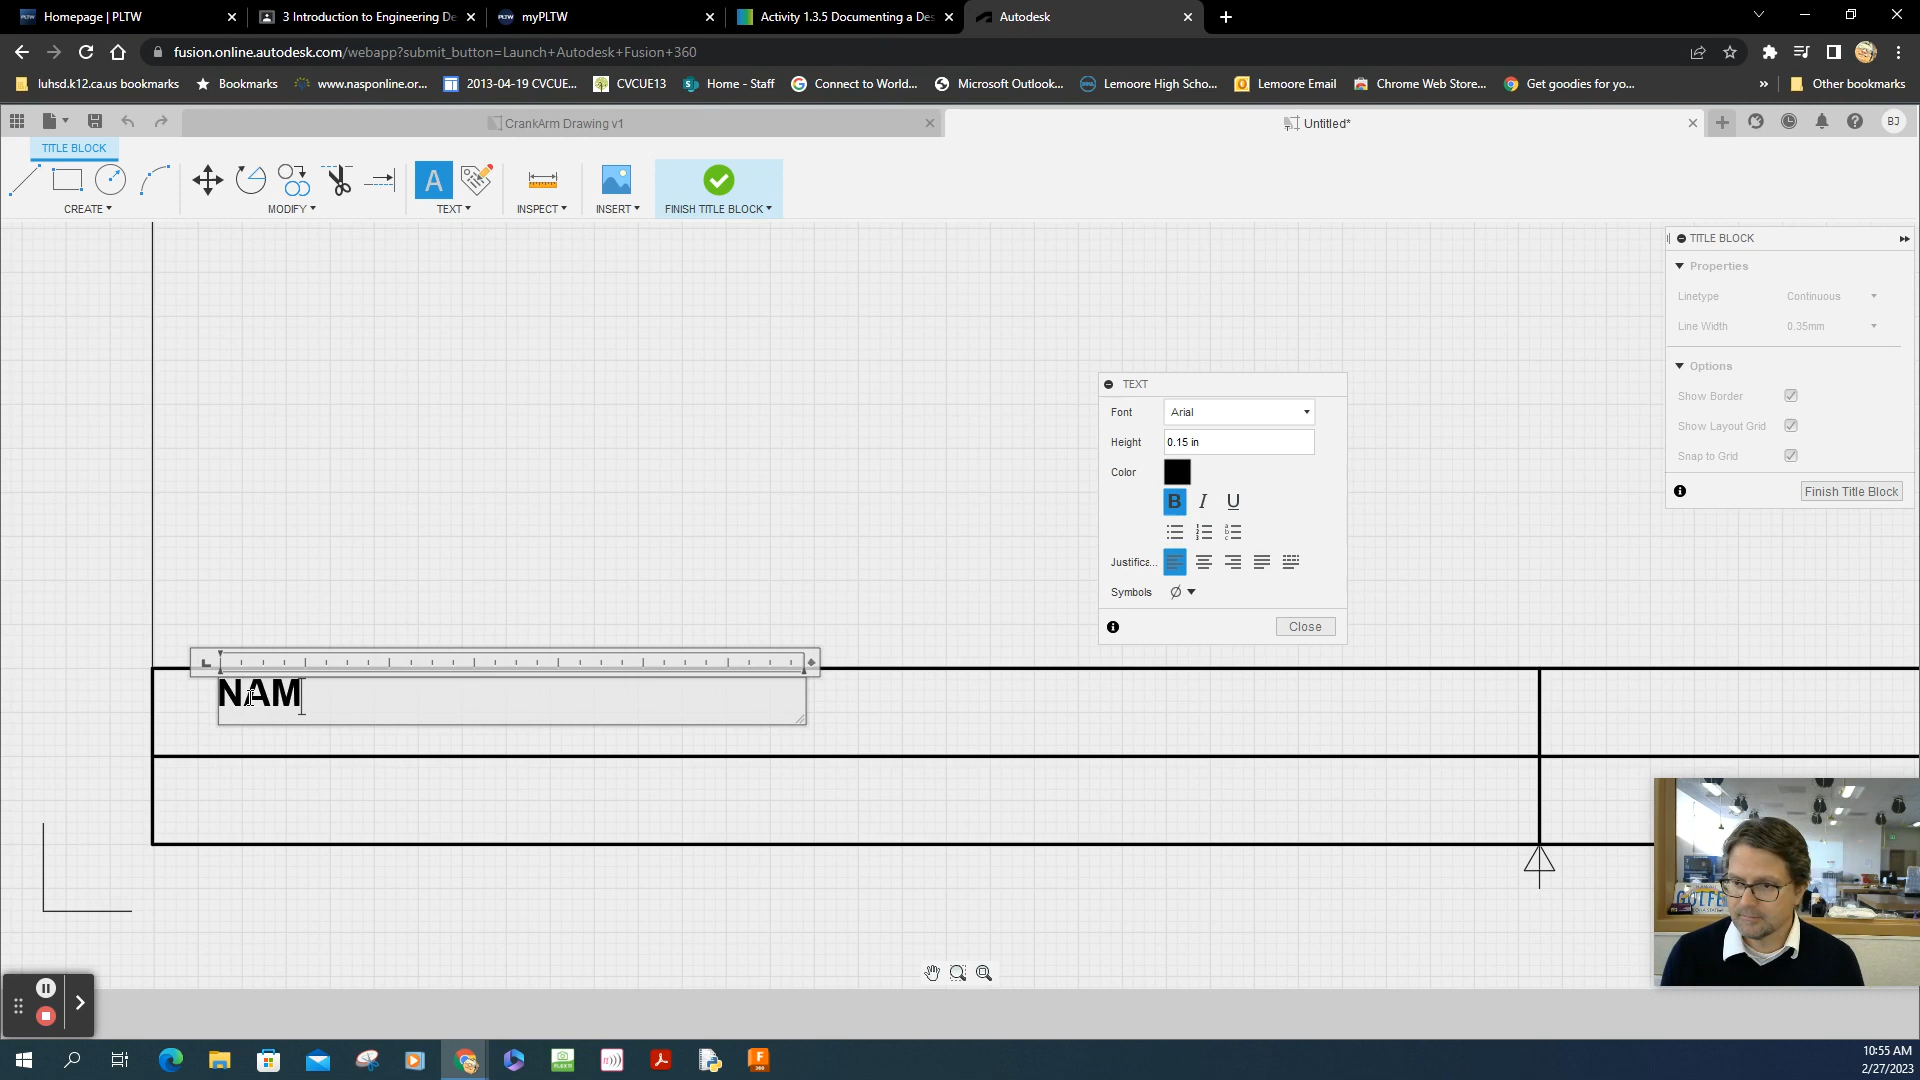 Homepage | PLTW
3 Introduction to Engineering De
myPLTW
Activity 1.3.5 Documenting a Des
Autodesk
fusion.online.autodesk.com/webapp?submit_button=Launch+Autodesk+Fusion+360
luhsd.k12.ca.us bookmarks
Bookmarks
www.nasponline.or...
2013-04-19 CVCUE...
CVCUE13
Home - Staff
Connect to World...
Microsoft Outlook...
Lemoore High Scho...
Lemoore Email
Chrome Web Store...
Get goodies for yo...
»
Other bookmarks
CrankArm Drawing v1
Untitled*
BJ
TITLE BLOCK
CREATE
MODIFY
TEXT
INSPECT
INSERT
FINISH TITLE BLOCK
TITLE BLOCK
Properties
Linetype Continuous
Line Width 0.35mm
Options
Show Border
Show Layout Grid
Snap to Grid
Finish Title Block
TEXT
Font Arial
Height 0.15 in
Color
B I U
Justifica...
Symbols Ø
Close
NAM
10:55 AM
2/27/2023